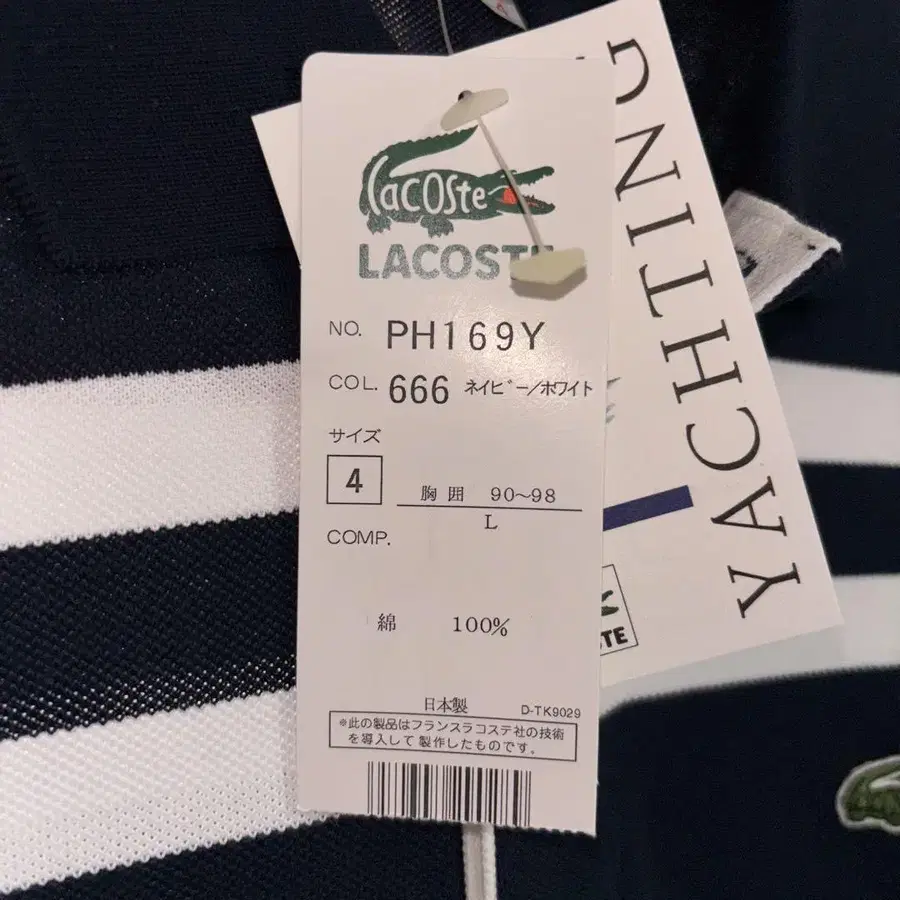 Lacoste
LACOSTE
NO. PH169Y
COL. 666 ネイビー/ホワイト
サイズ
4 胸囲 90~98
L
COMP.
綿 100%
日本製 D-TK9029
※此の製品はフランスラコステ社の技術
を導入して製作したものです。
YACHTING